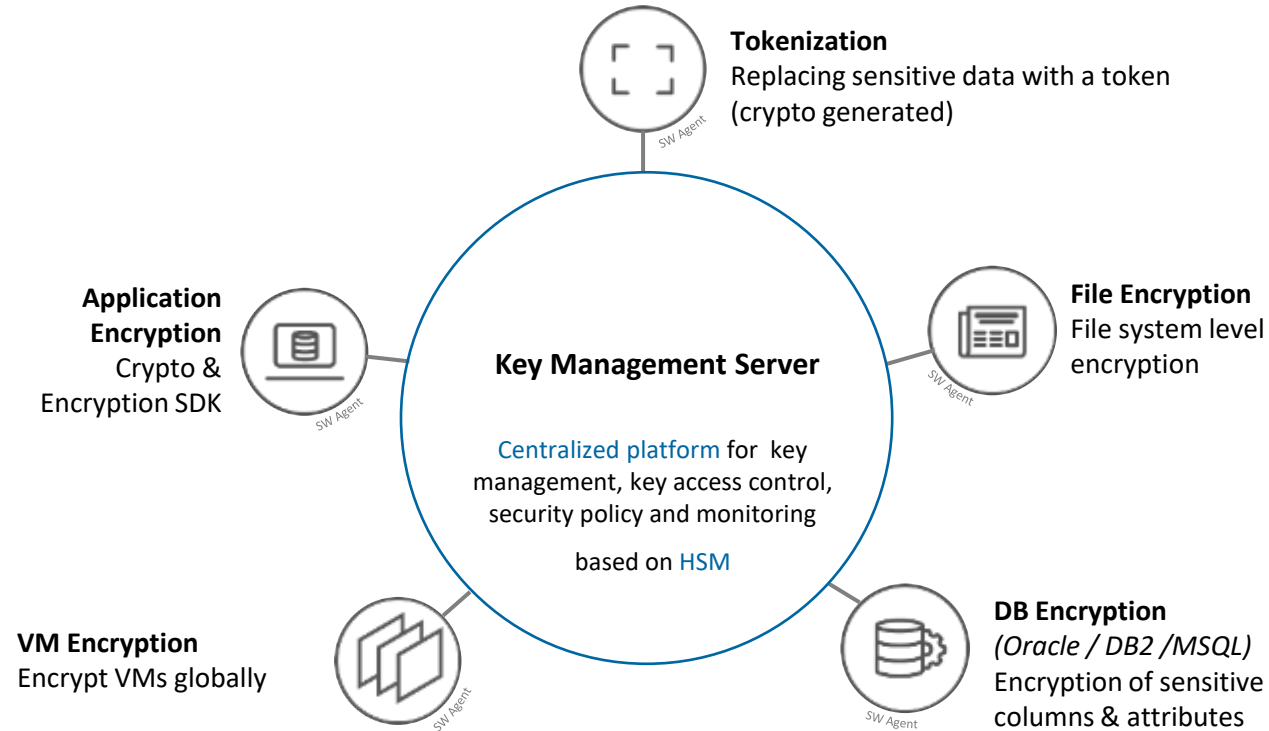 Tokenization
Replacing sensitive data with a token
(crypto generated)
SW Agent
Application
Encryption
Crypto &
Encryption SDK
SW Agent
File Encryption
File system level
encryption
SW Agent
Key Management Server
Centralized platform for key
management, key access control,
security policy and monitoring
based on HSM
VM Encryption
Encrypt VMs globally
SW Agent
DB Encryption
(Oracle / DB2 /MSQL)
Encryption of sensitive
columns & attributes
SW Agent